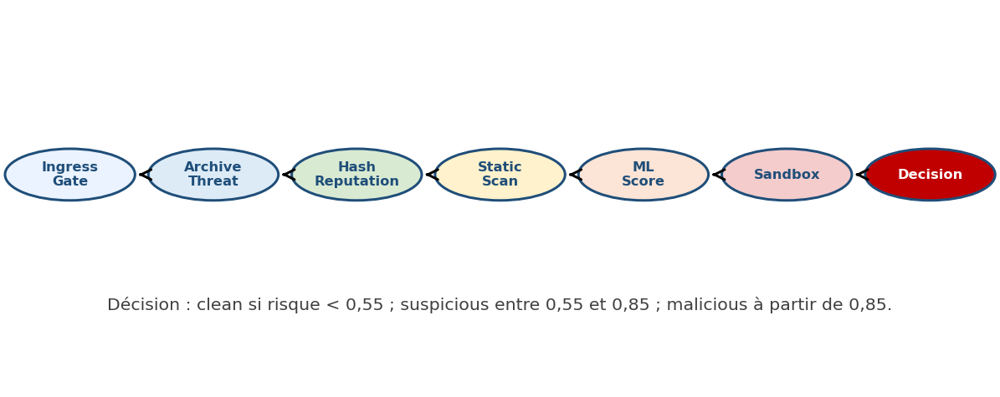 Ingress
Gate
Archive
Threat
Hash
Reputation
Static
Scan
ML
Score
Sandbox
Decision
Décision : clean si risque < 0,55 ; suspicious entre 0,55 et 0,85 ; malicious à partir de 0,85.